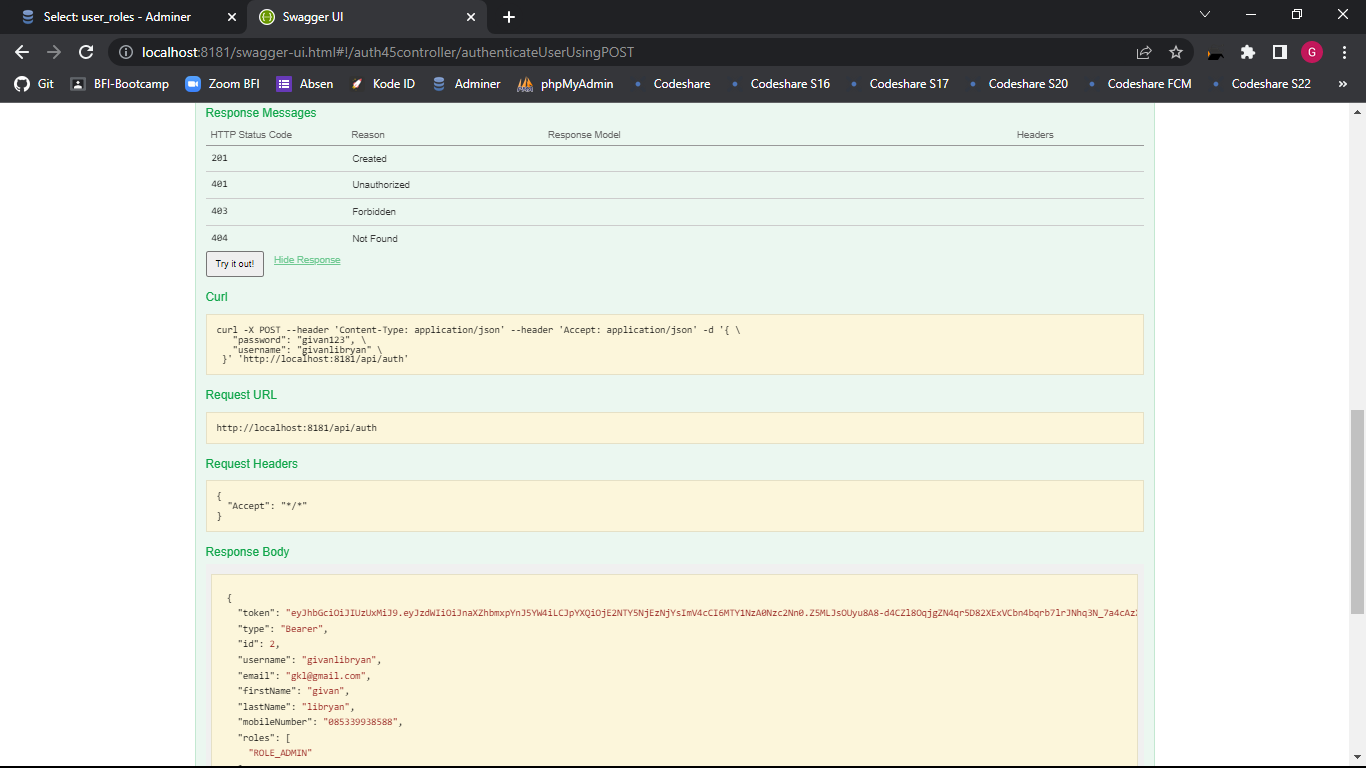 Select: user_roles - Adminer
Swagger UI
localhost:8181/swagger-ui.html#!/auth45controller/authenticateUserUsingPOST
G
Git BFI-Bootcamp Zoom BFI Absen Kode ID Adminer phpMyAdmin Codeshare Codeshare S16 Codeshare S17 Codeshare S20 Codeshare FCM Codeshare S22 »
Response Messages
HTTP Status Code Reason Response Model Headers
201 Created
401 Unauthorized
403 Forbidden
404 Not Found
Try it out! Hide Response
Curl
curl -X POST --header 'Content-Type: application/json' --header 'Accept: application/json' -d '{ \
"password": "givan123", \
"username": "givanlibryan" \
}' 'http://localhost:8181/api/auth'
Request URL
http://localhost:8181/api/auth
Request Headers
{
"Accept": "*/*"
}
Response Body
{
"token":
"type": "Bearer",
"id": 2,
"username": "givanlibryan",
"email": "gkl@gmail.com",
"firstName": "givan",
"lastName": "libryan",
"mobileNumber": "085339938588",
"roles": [
"ROLE_ADMIN"